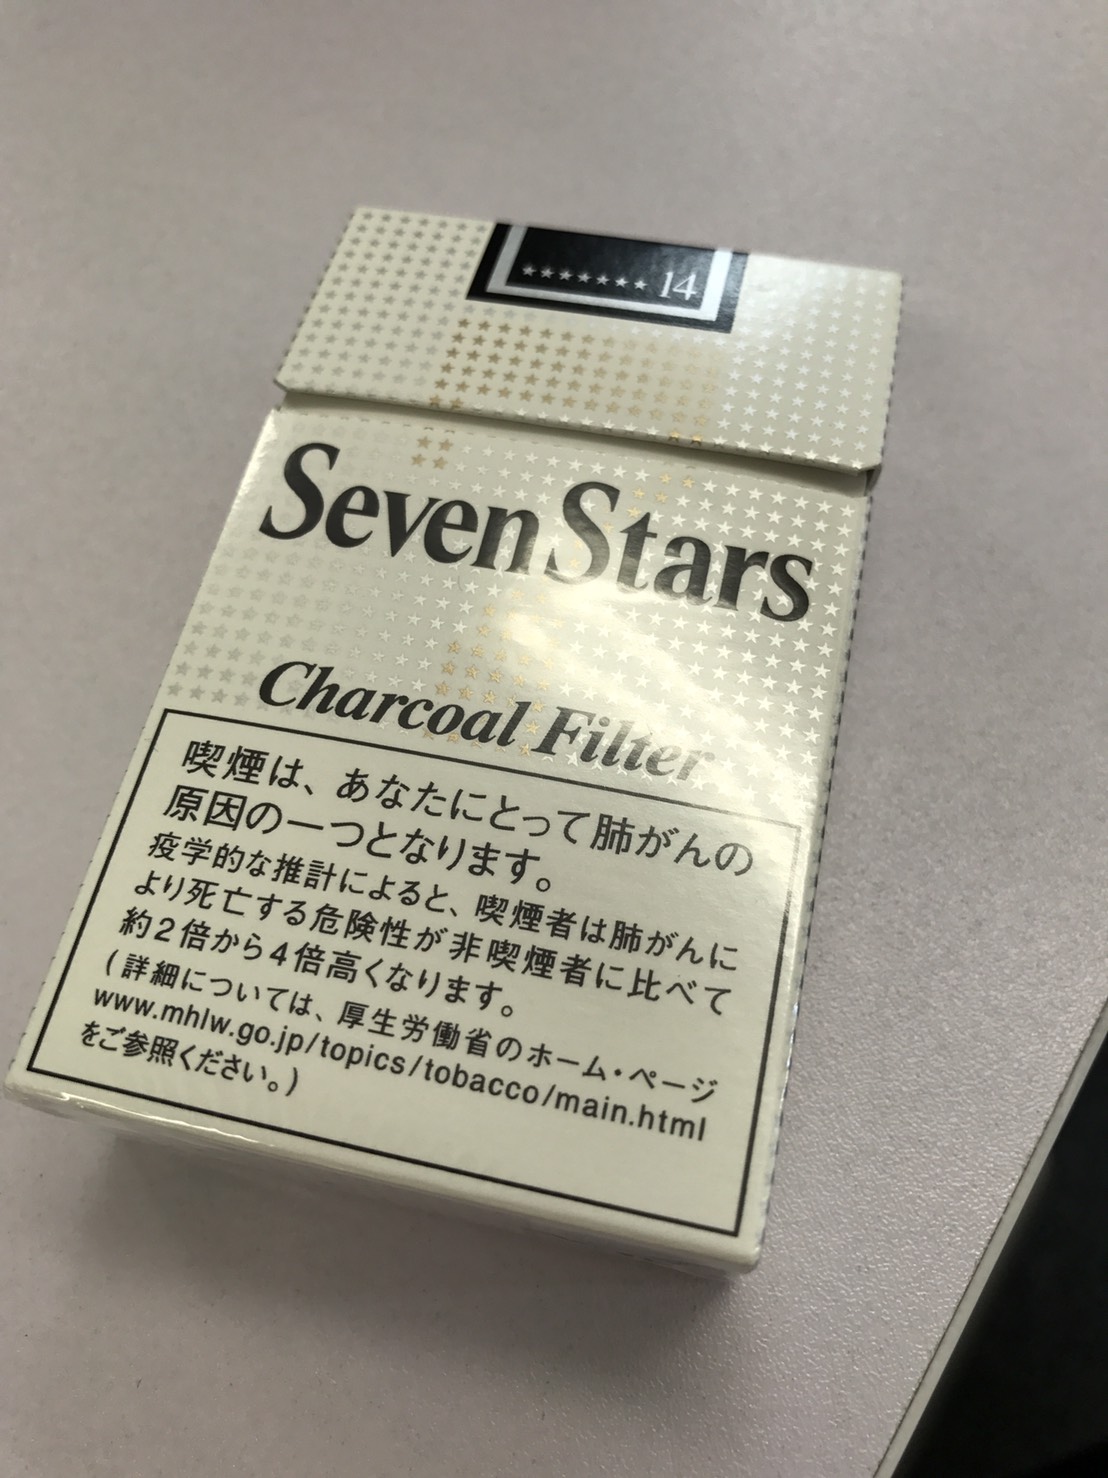 ★★★★★★★ 14
Seven Stars
Charcoal Filter
喫煙は、あなたにとって肺がんの
原因の一つとなります。
疫学的な推計によると、喫煙者は肺がんに
より死亡する危険性が非喫煙者に比べて
約2倍から4倍高くなります。
(詳細については、厚生労働省のホーム・ページ
www.mhlw.go.jp/topics/tobacco/main.html
をご参照ください。)